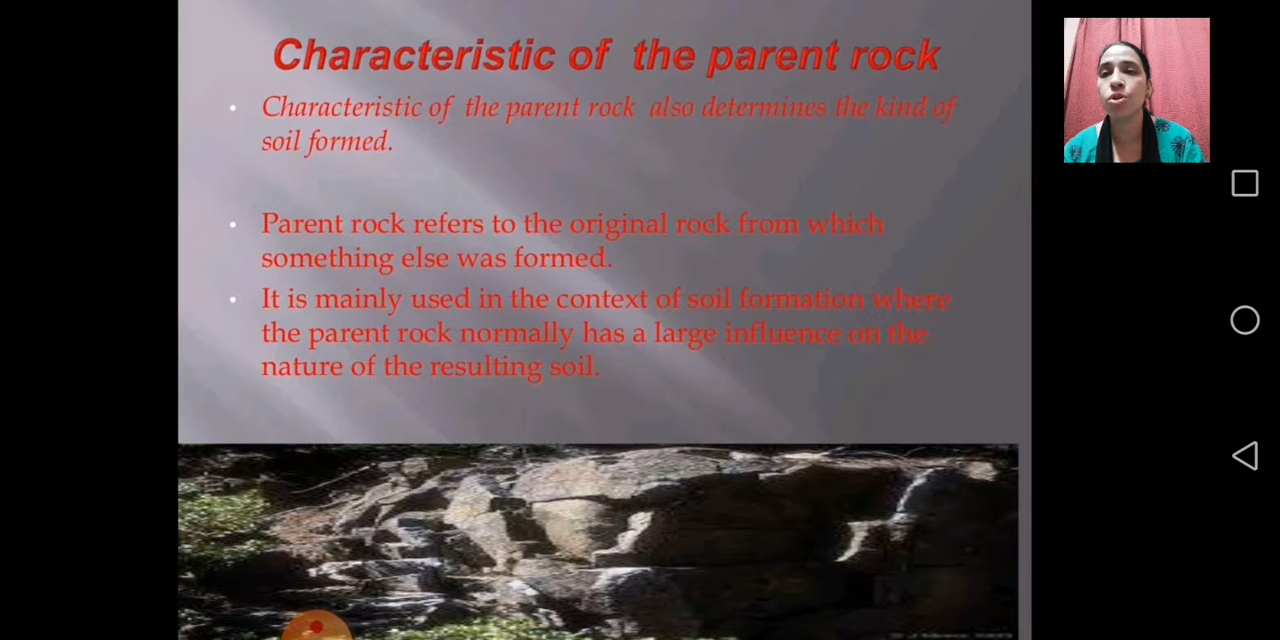 Characteristic of the parent rock
Characteristic of the parent rock also determines the kind of
soil formed.
Parent rock refers to the original rock from which
something else was formed.
It is mainly used in the context of soil formation where
the parent rock normally has a large influence on the
nature of the resulting soil.